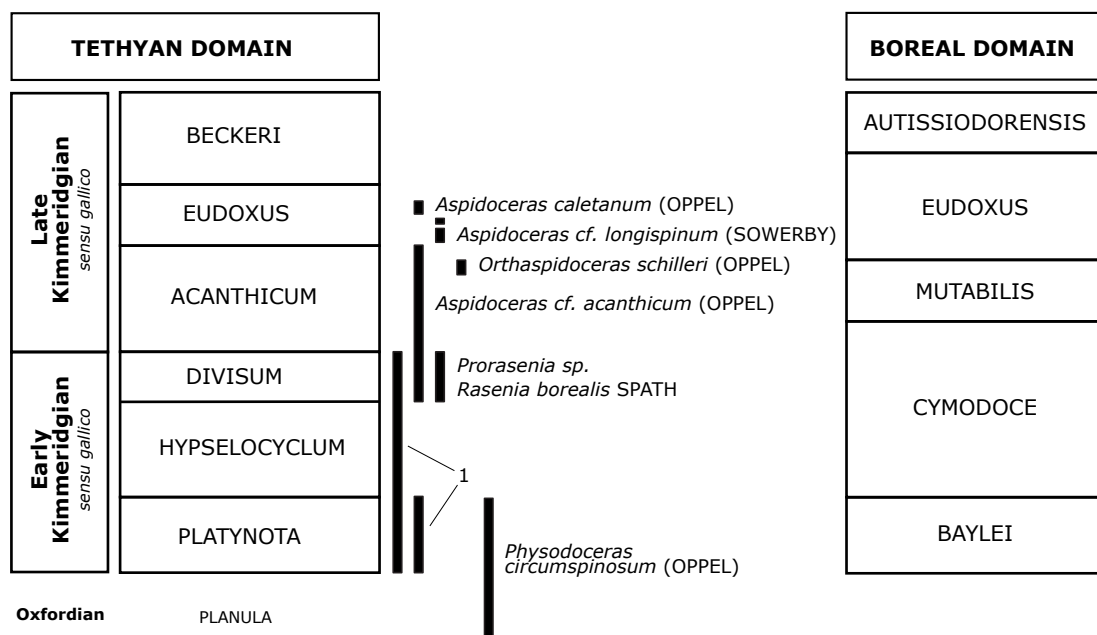 TETHYAN DOMAIN
BOREAL DOMAIN
Late
Kimmeridgian
sensu gallico
BECKERI
EUDOXUS
ACANTHICUM
Early
Kimmeridgian
sensu gallico
DIVISUM
HYPSELOCYCLUM
PLATYNOTA
Oxfordian
PLANULA
Aspidoceras caletanum (OPPEL)
Aspidoceras cf. longispinum (SOWERBY)
Orthaspidoceras schilleri (OPPEL)
Aspidoceras cf. acanthicum (OPPEL)
Prorasenia sp.
Rasenia borealis SPATH
1
Physodoceras
circumspinosum (OPPEL)
AUTISSIODORENSIS
EUDOXUS
MUTABILIS
CYMODOCE
BAYLEI